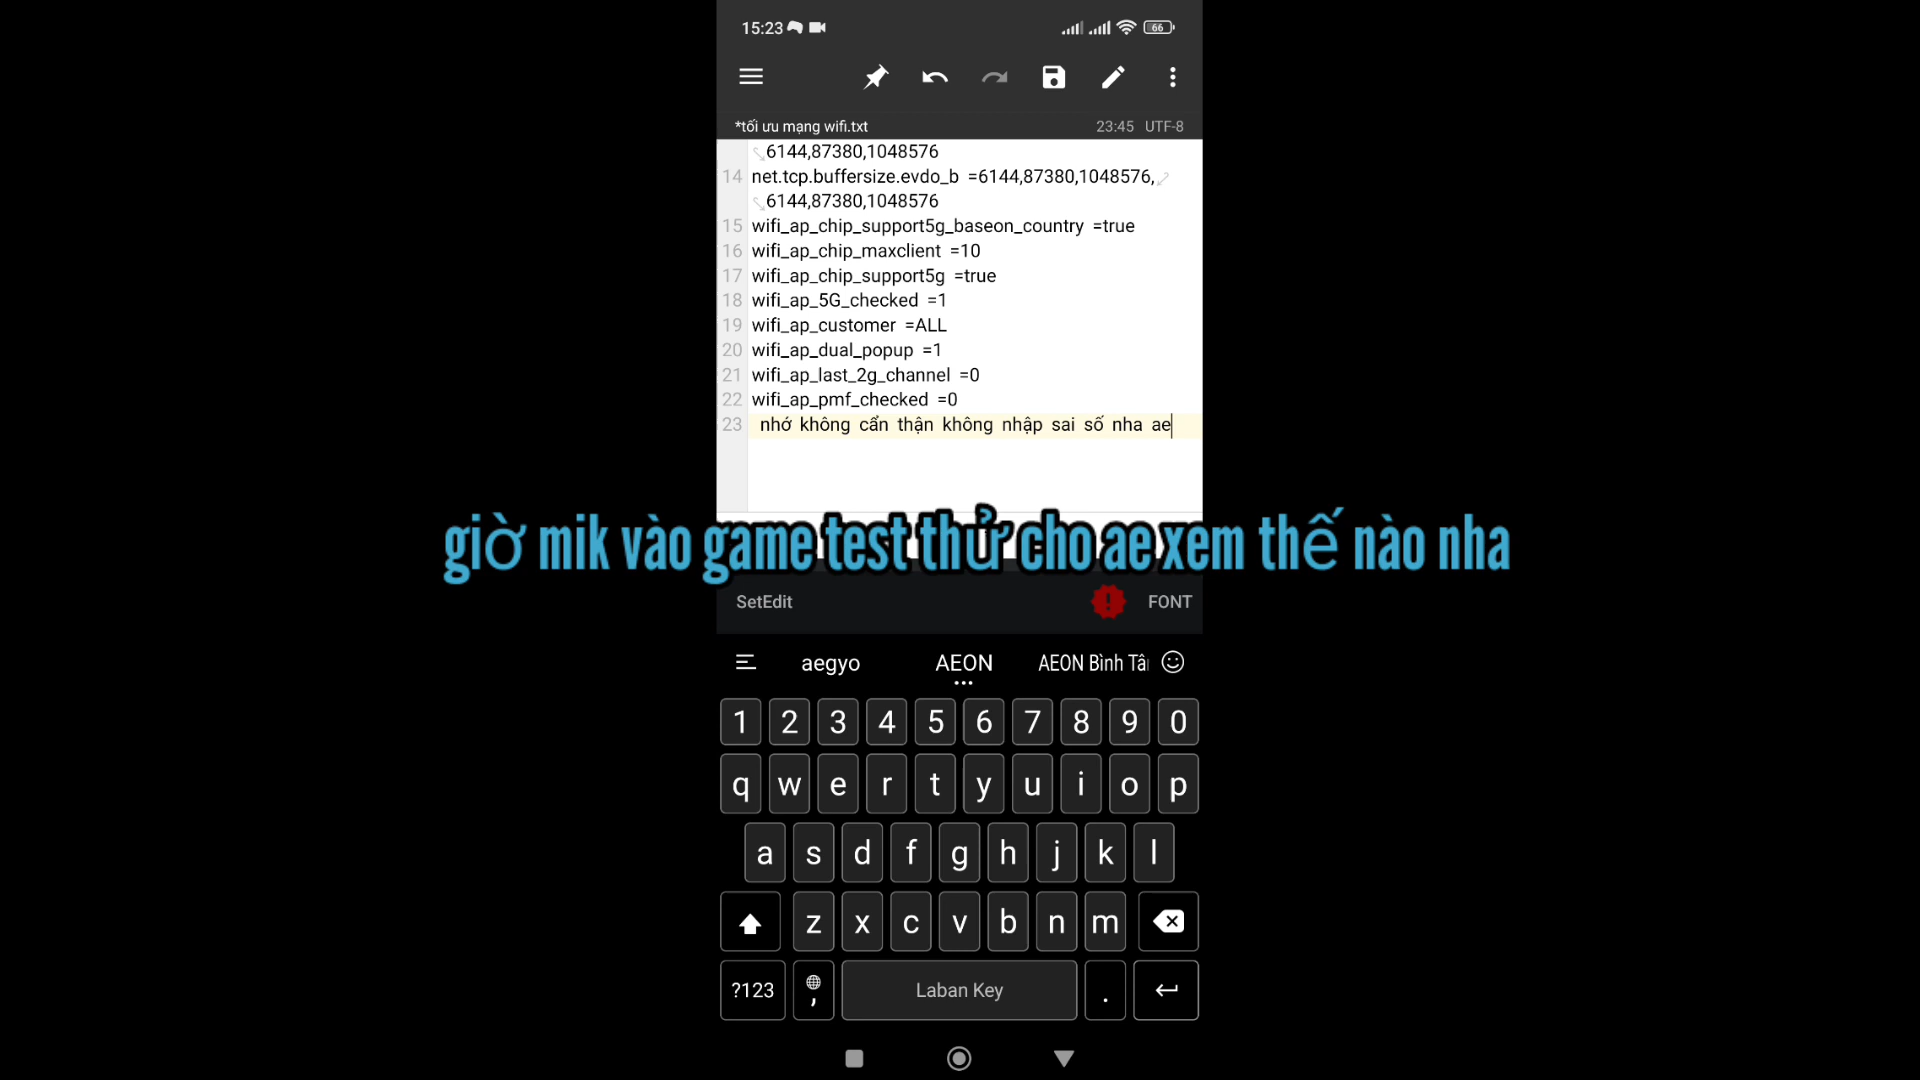 15:23
66
*tối ưu mạng wifi.txt 23:45 UTF-8
6144,87380,1048576
14 net.tcp.buffersize.evdo_b =6144,87380,1048576,
6144,87380,1048576
15 wifi_ap_chip_support5g_baseon_country =true
16 wifi_ap_chip_maxclient =10
17 wifi_ap_chip_support5g =true
18 wifi_ap_5G_checked =1
19 wifi_ap_customer =ALL
20 wifi_ap_dual_popup =1
21 wifi_ap_last_2g_channel =0
22 wifi_ap_pmf_checked =0
23 nhớ không cẩn thận không nhập sai số nha ae
giờ mik vào game test thử cho ae xem thế nào nha
SetEdit ! FONT
aegyo AEON AEON Bình Tâ
1 2 3 4 5 6 7 8 9 0
q w e r t y u i o p
a s d f g h j k l
z x c v b n m
?123 , Laban Key .